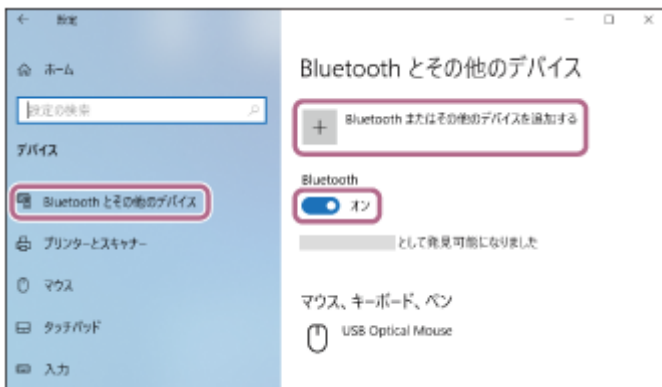 設定
ホーム
設定の検索
デバイス
Bluetooth とその他のデバイス
プリンターとスキャナー
マウス
タッチパッド
入力
Bluetooth とその他のデバイス
Bluetooth またはその他のデバイスを追加する
Bluetooth
オン
として発見可能になりました
マウス、キーボード、ペン
USB Optical Mouse